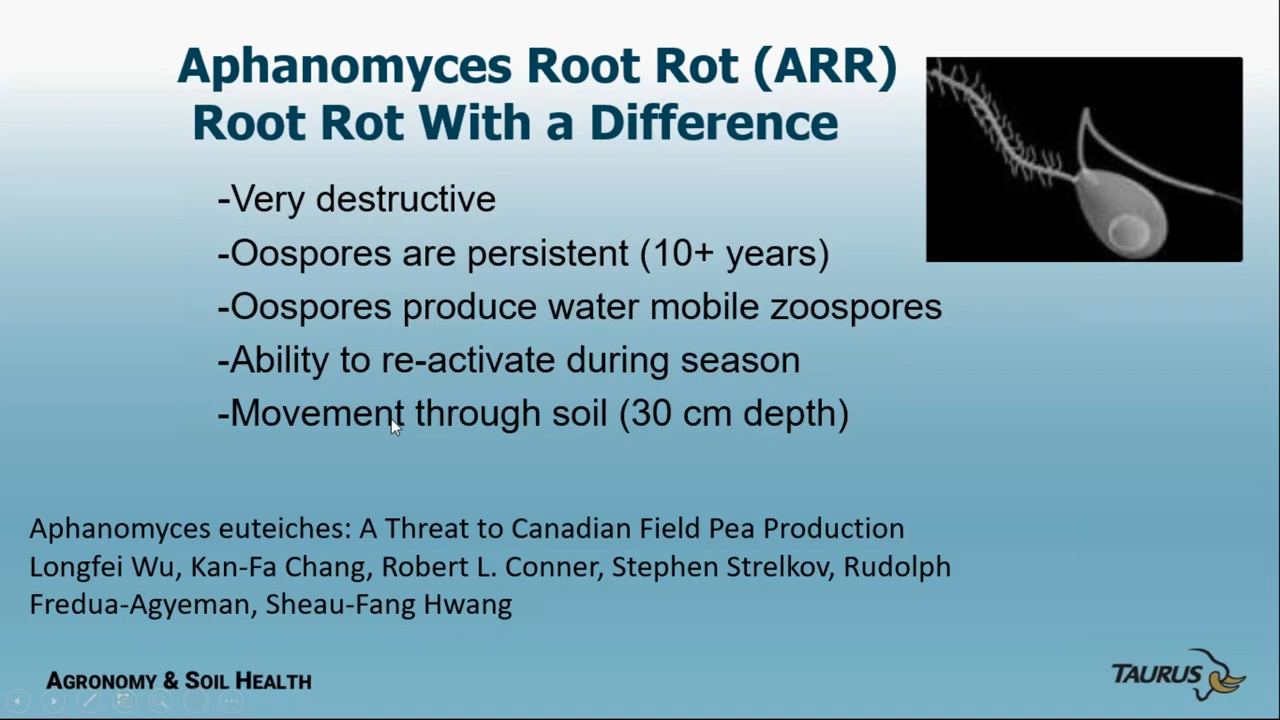 Aphanomyces Root Rot (ARR)
Root Rot With a Difference
-Very destructive
-Oospores are persistent (10+ years)
-Oospores produce water mobile zoospores
-Ability to re-activate during season
-Movement through soil (30 cm depth)
Aphanomyces euteiches: A Threat to Canadian Field Pea Production
Longfei Wu, Kan-Fa Chang, Robert L. Conner, Stephen Strelkov, Rudolph
Fredua-Agyeman, Sheau-Fang Hwang
AGRONOMY & SOIL HEALTH
TAURUS